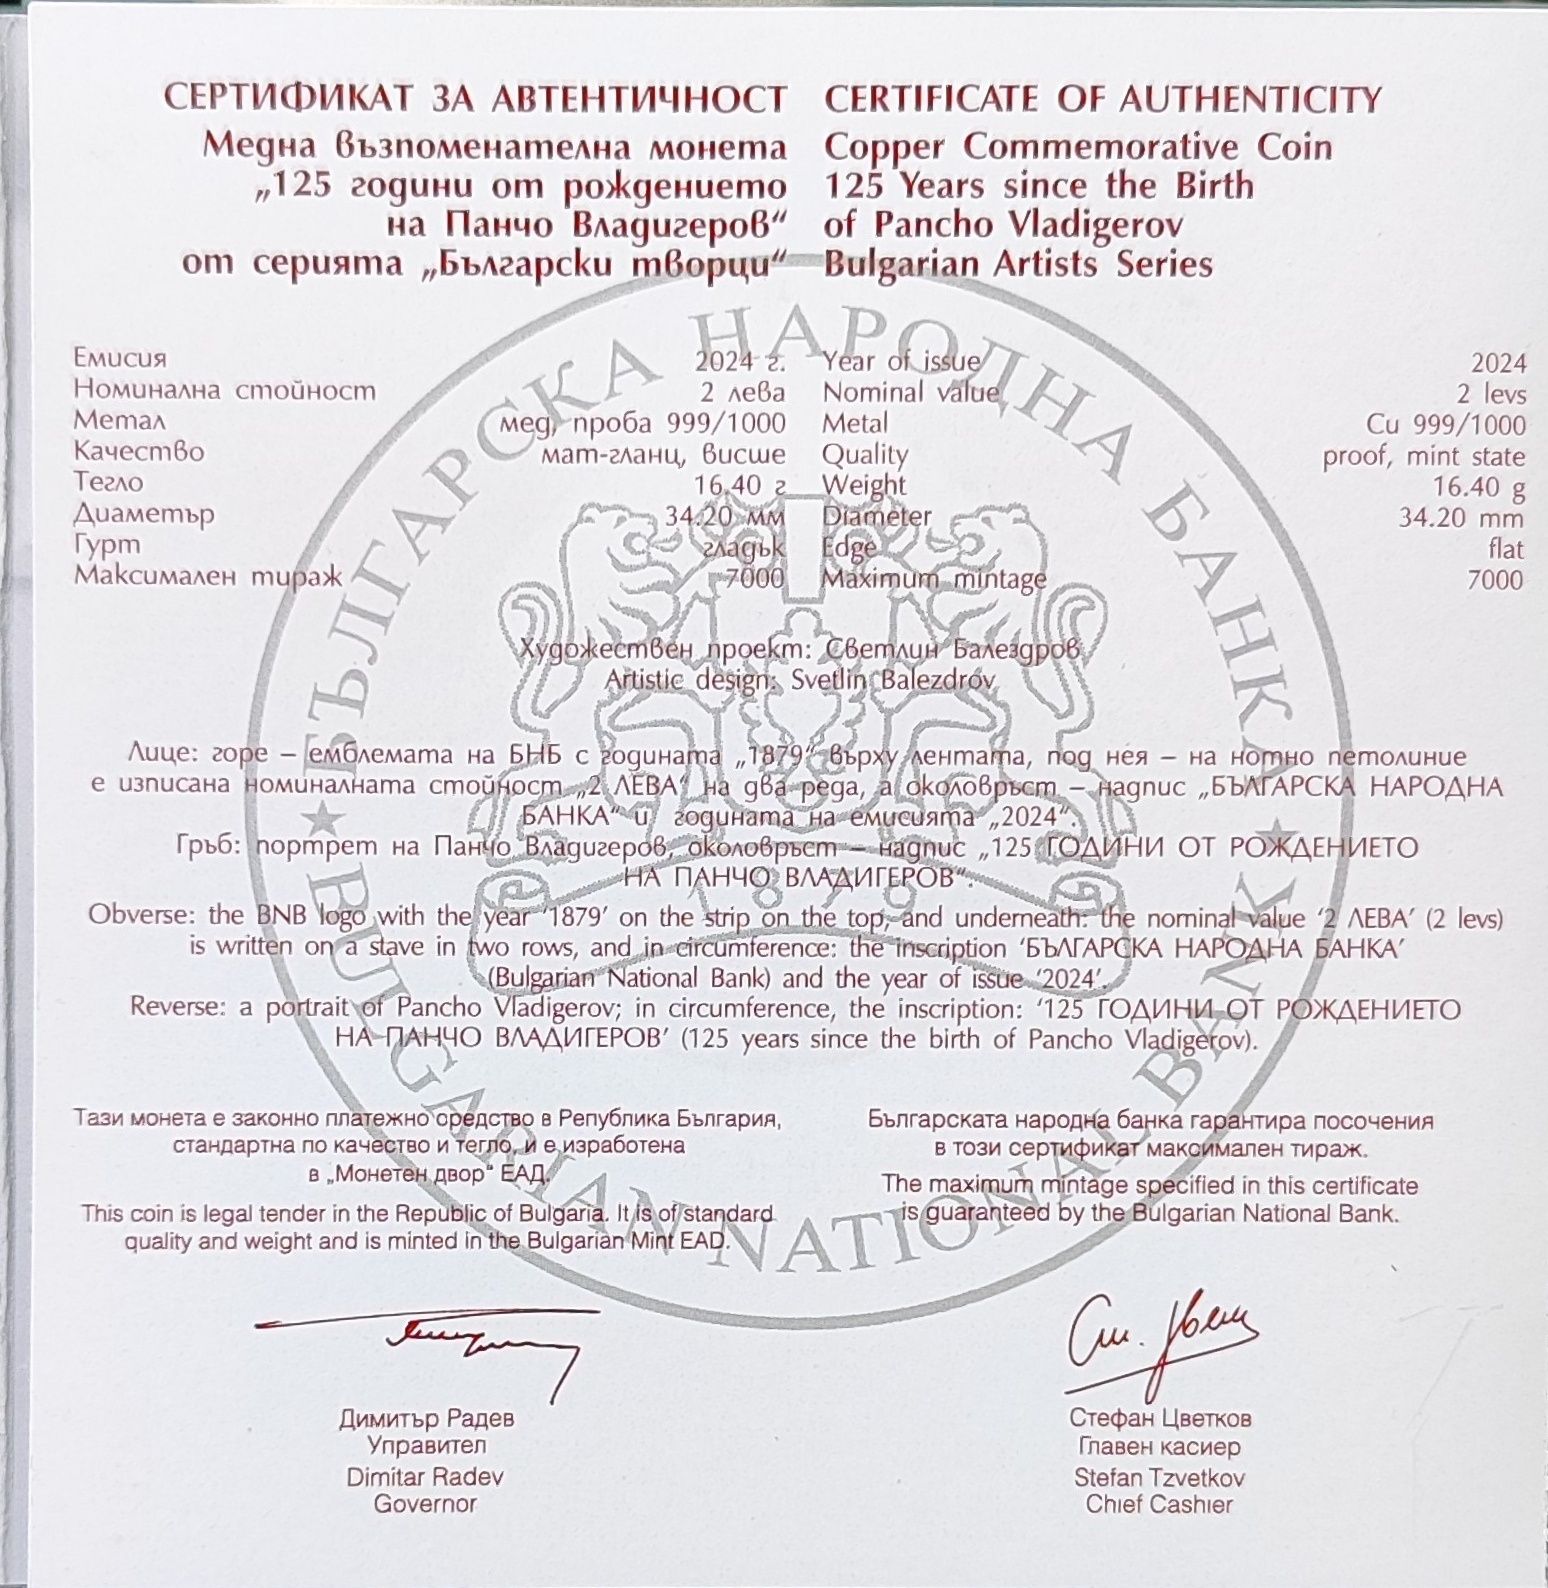 СЕРТИФИКАТ ЗА АВТЕНТИЧНОСТ
Медна възпоменателна монета
„125 години от рождението
на Панчо Владигеров“
от серията „Български творци“
CERTIFICATE OF AUTHENTICITY
Copper Commemorative Coin
125 Years since the Birth
of Pancho Vladigerov
Bulgarian Artists Series
Емисия 2024 г.
Номинална стойност 2 лева
Метал мед, проба 999/1000
Качество мат-гланц, висше
Тегло 16.40 г
Диаметър 34.20 мм
Гурт гладък
Максимален тираж 7000
Year of issue 2024
Nominal value 2 levs
Metal Cu 999/1000
Quality proof, mint state
Weight 16.40 g
Diameter 34.20 mm
Edge flat
Maximum mintage 7000
Художествен проект: Светлин Балездров
Artistic design: Svetlin Balezdrov
Лице: горе – емблемата на БНБ с годината „1879“ върху лентата, под нея – на нотно петолиние
е изписана номиналната стойност „2 ЛЕВА“ на два реда, а околовръст – надпис „БЪЛГАРСКА НАРОДНА
БАНКА“ и годината на емисията „2024“.
Гръб: портрет на Панчо Владигеров, околовръст – надпис „125 ГОДИНИ ОТ РОЖДЕНИЕТО
НА ПАНЧО ВЛАДИГЕРОВ“.
Obverse: the BNB logo with the year ‘1879’ on the strip on the top, and underneath: the nominal value ‘2 ЛЕВА’ (2 levs)
is written on a stave in two rows, and in circumference: the inscription ‘БЪЛГАРСКА НАРОДНА БАНКА’
(Bulgarian National Bank) and the year of issue ‘2024’.
Reverse: a portrait of Pancho Vladigerov; in circumference, the inscription: ‘125 ГОДИНИ ОТ РОЖДЕНИЕТО
НА ПАНЧО ВЛАДИГЕРОВ’ (125 years since the birth of Pancho Vladigerov).
Тази монета е законно платежно средство в Република България,
стандартна по качество и тегло, и е изработена
в „Монетен двор“ ЕАД.
This coin is legal tender in the Republic of Bulgaria. It is of standard
quality and weight and is minted in the Bulgarian Mint EAD.
Българската народна банка гарантира посочения
в този сертификат максимален тираж.
The maximum mintage specified in this certificate
is guaranteed by the Bulgarian National Bank.
Димитър Радев
Управител
Dimitar Radev
Governor
Стефан Цветков
Главен касиер
Stefan Tzvetkov
Chief Cashier
БЪЛГАРСКА НАРОДНА БАНКА
BULGARIAN NATIONAL BANK
1879